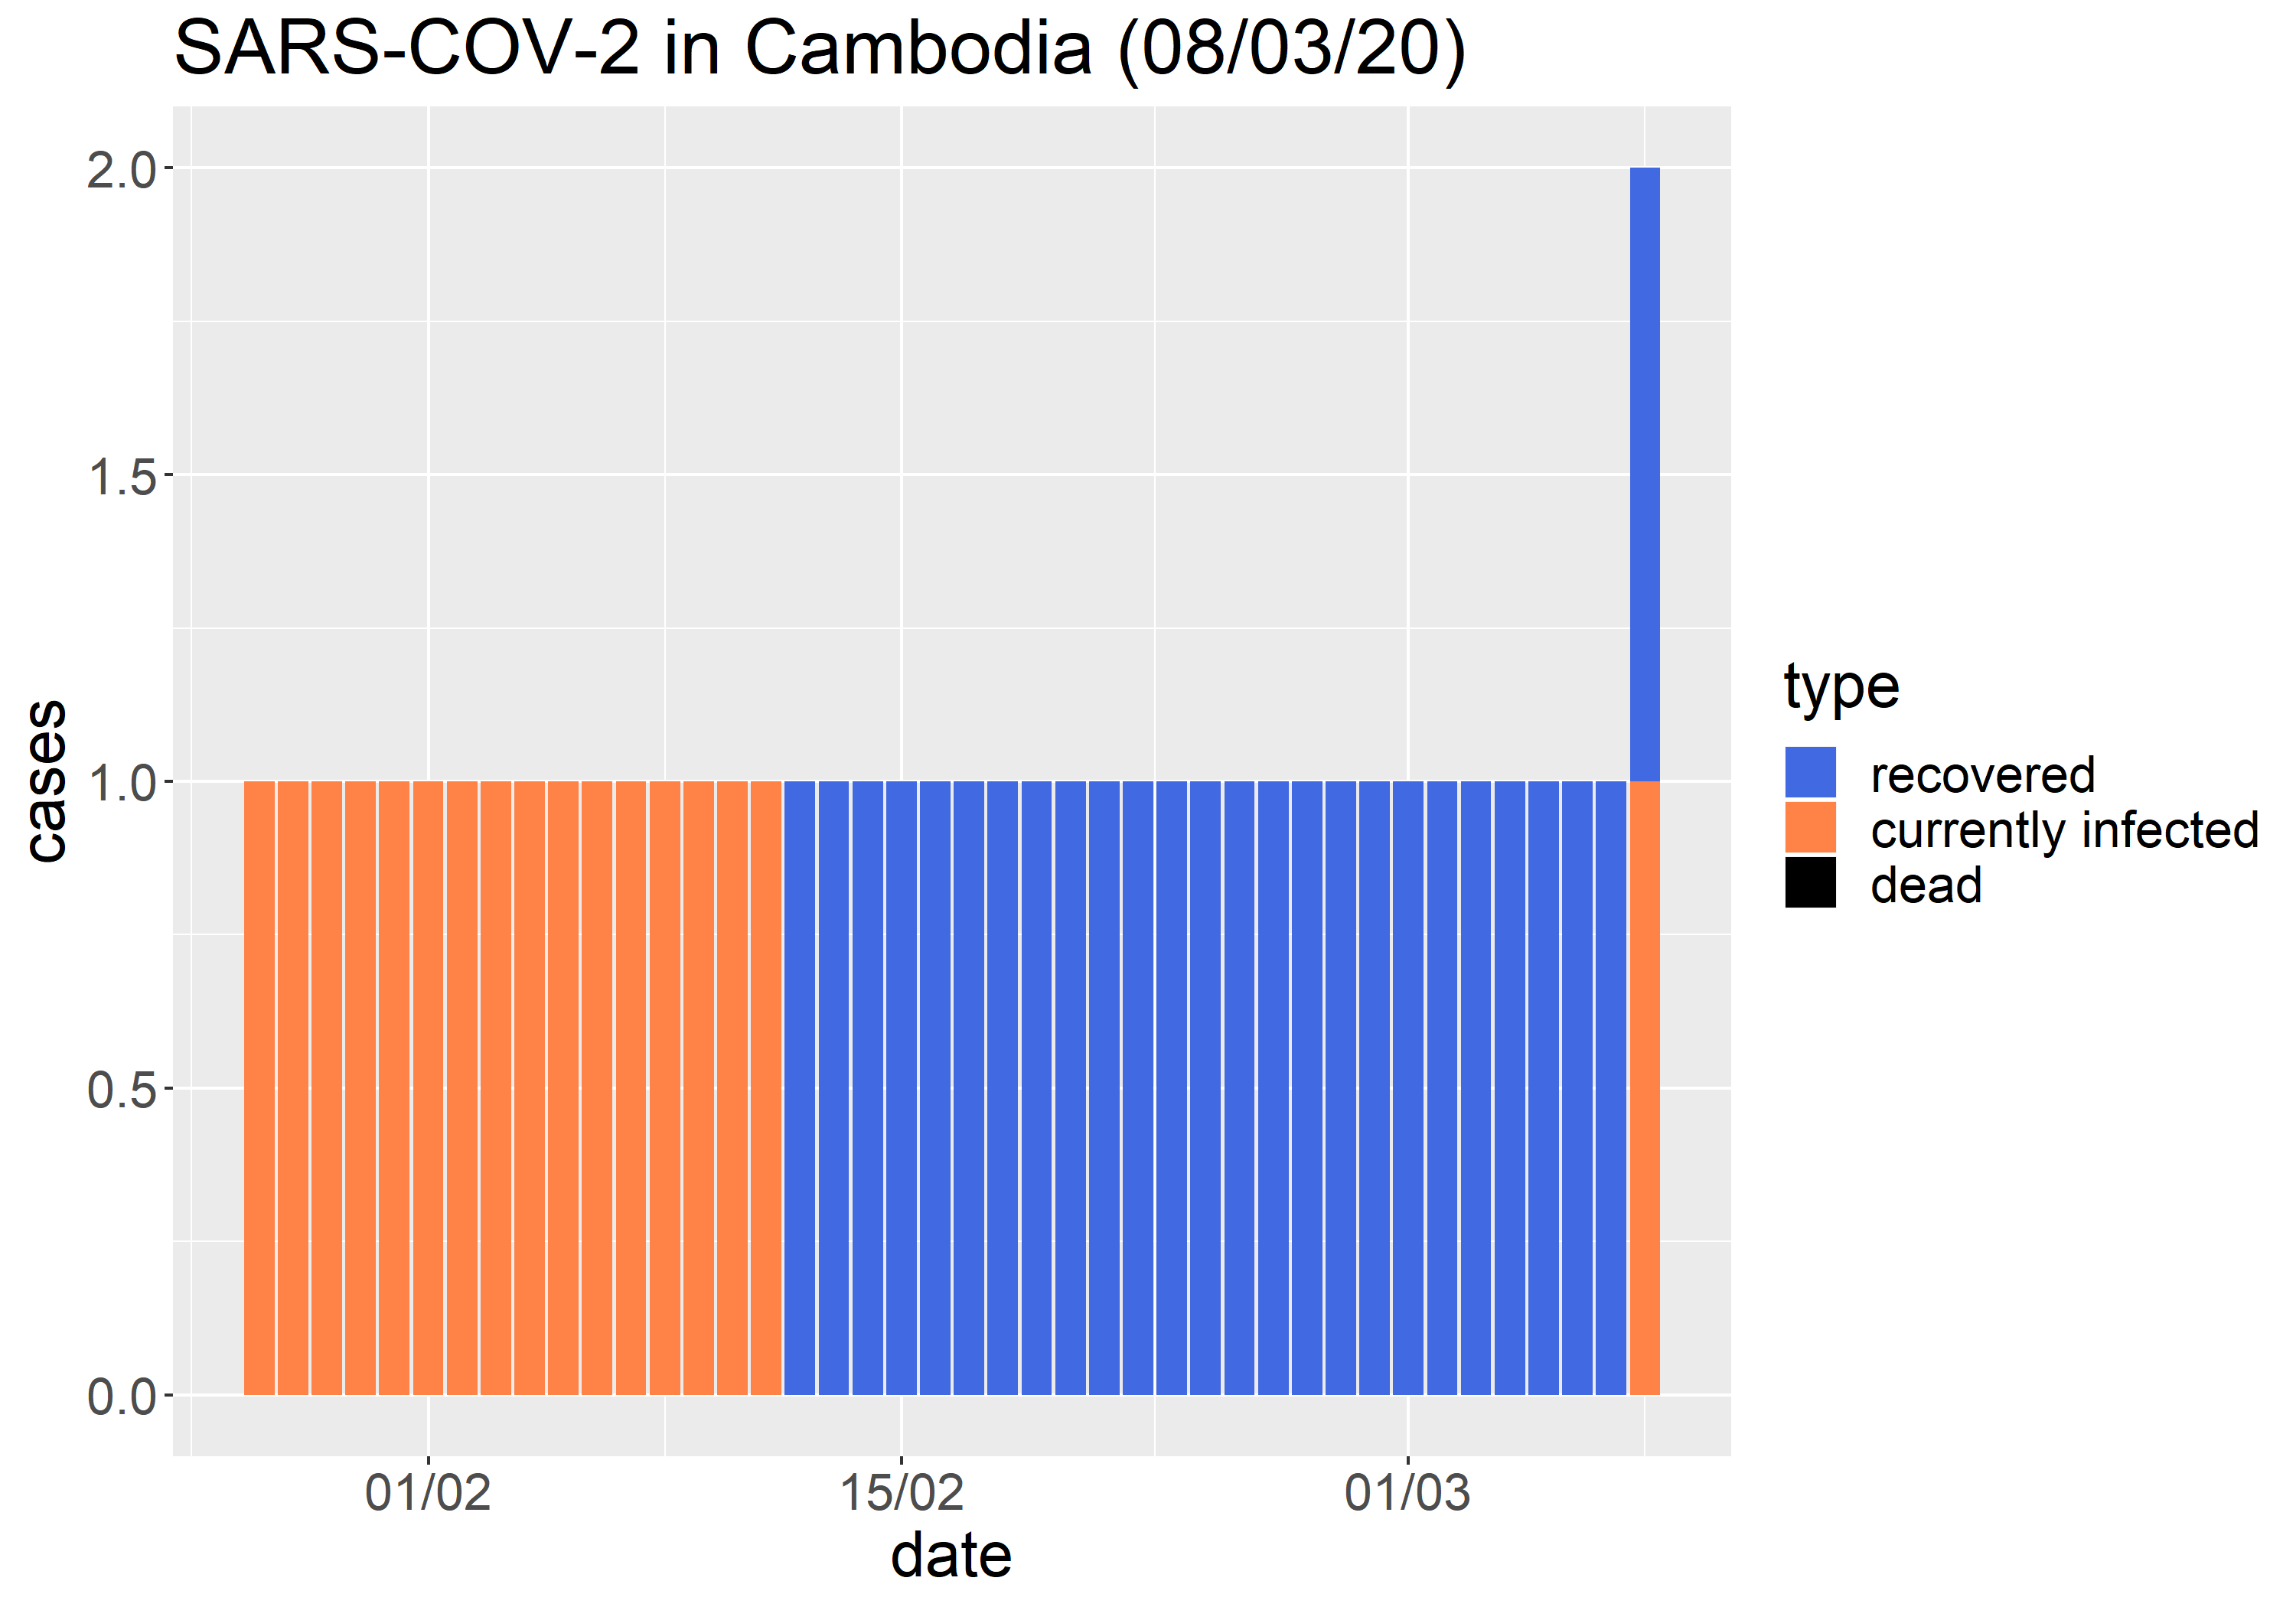 SARS-COV-2 in Cambodia (08/03/20)
2.0
1.5
1.0
0.5
0.0
cases
01/02 15/02 01/03
date
type
recovered
currently infected
dead